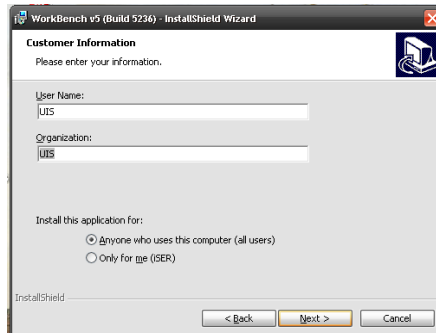 WorkBench v5 (Build 5236) - InstallShield Wizard
Customer Information
Please enter your information.
User Name:
UIS
Organization:
UIS
Install this application for:
Anyone who uses this computer (all users)
Only for me (iSER)
InstallShield
< Back Next > Cancel